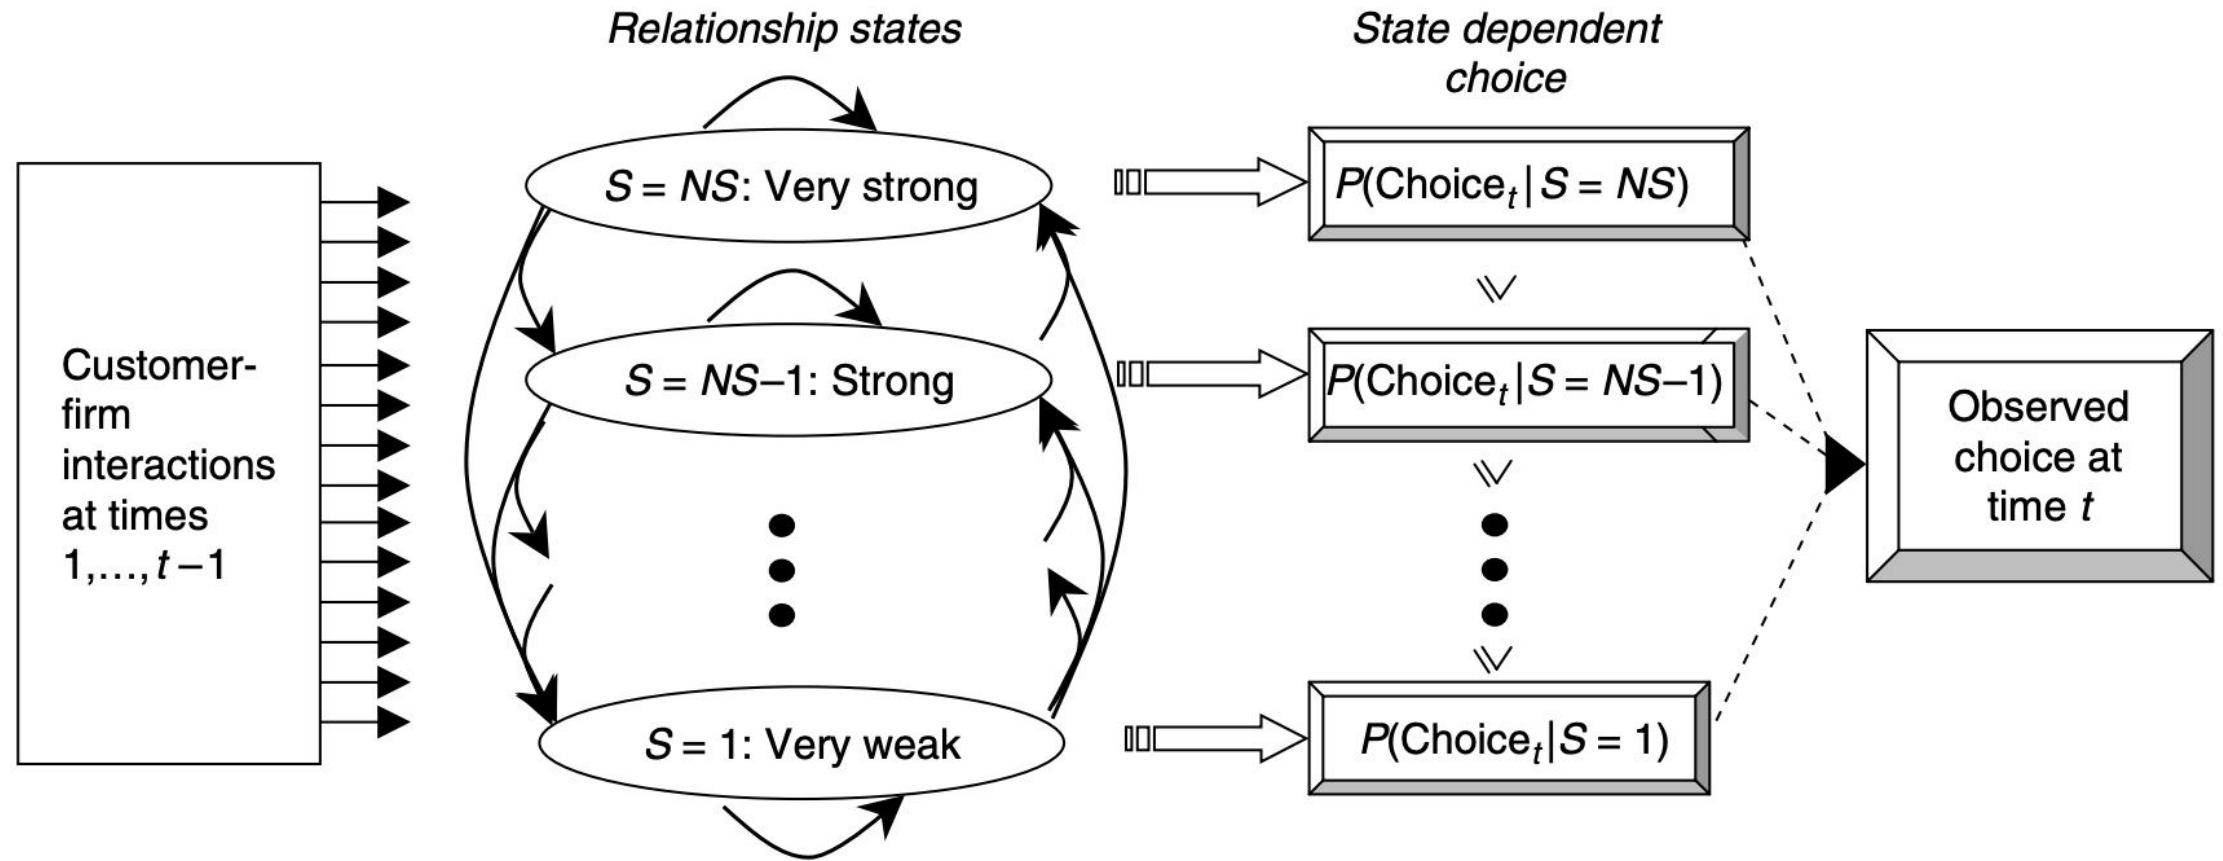 Relationship states
State dependent
choice
Customer-
firm
interactions
at times
1,..., t – 1
S = NS: Very strong
S = NS–1: Strong
S = 1: Very weak
P(Choiceₜ | S = NS)
P(Choiceₜ | S = NS–1)
P(Choiceₜ | S = 1)
Observed
choice at
time t